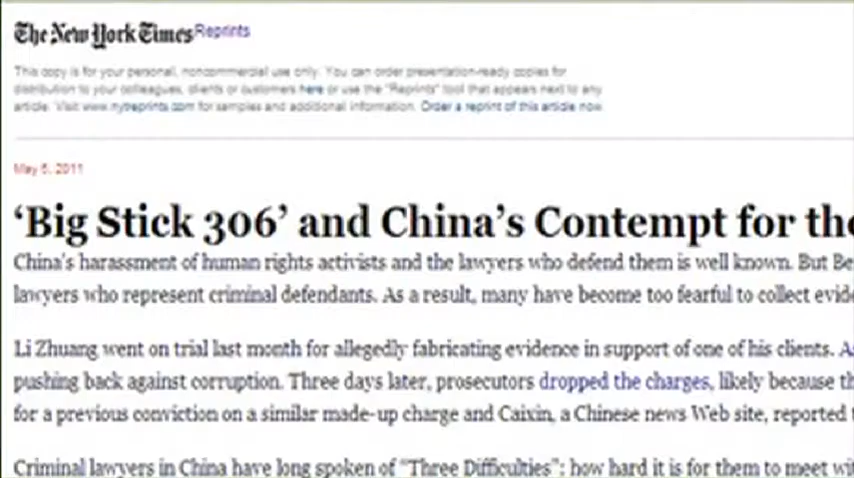 The New York Times Reprints
This copy is for your personal, noncommercial use only. You can order presentation-ready copies for
distribution to your colleagues, clients or customers here or use the "Reprints" tool that appears next to any
article. Visit www.nytreprints.com for samples and additional information. Order a reprint of this article now.
May 5, 2011
‘Big Stick 306’ and China’s Contempt for the
China’s harassment of human rights activists and the lawyers who defend them is well known. But Be
lawyers who represent criminal defendants. As a result, many have become too fearful to collect evide
Li Zhuang went on trial last month for allegedly fabricating evidence in support of one of his clients. As
pushing back against corruption. Three days later, prosecutors dropped the charges, likely because th
for a previous conviction on a similar made-up charge and Caixin, a Chinese news Web site, reported t
Criminal lawyers in China have long spoken of “Three Difficulties”: how hard it is for them to meet wit